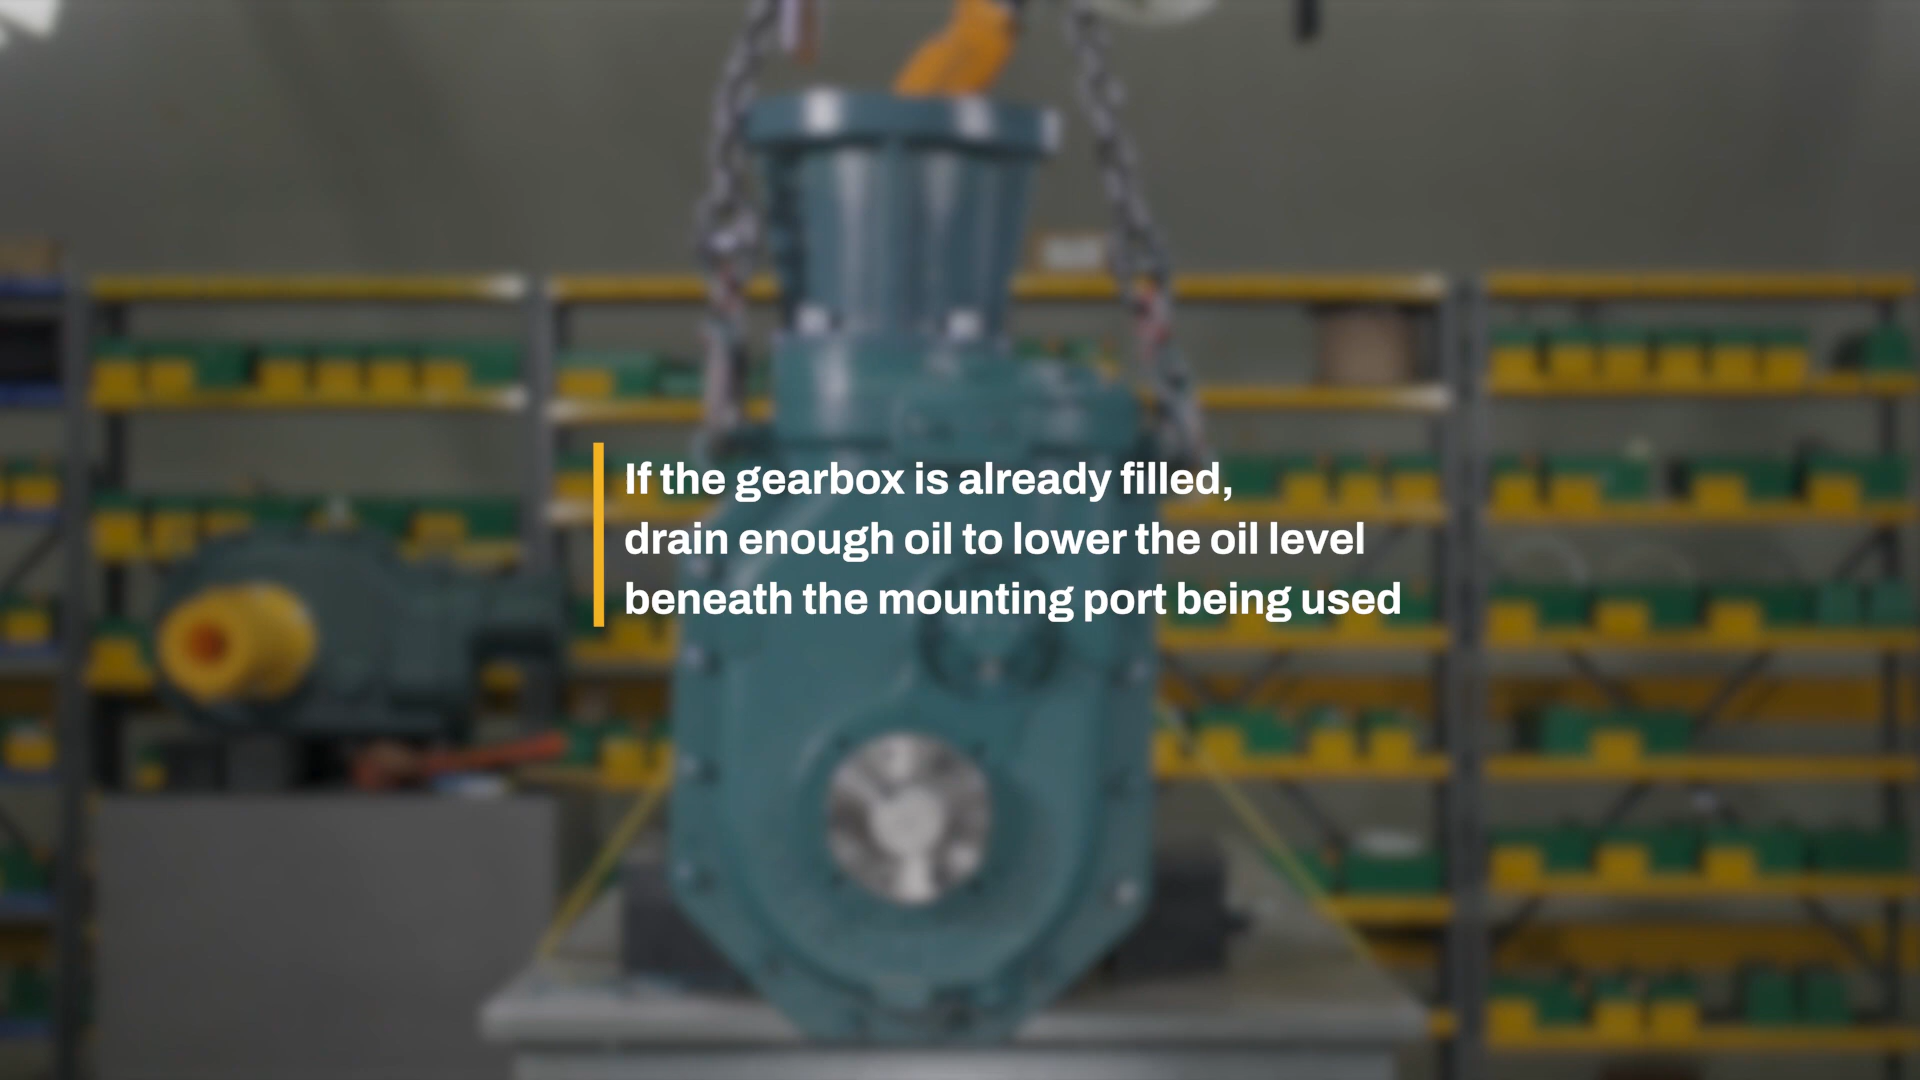 If the gearbox is already filled,
drain enough oil to lower the oil level
beneath the mounting port being used